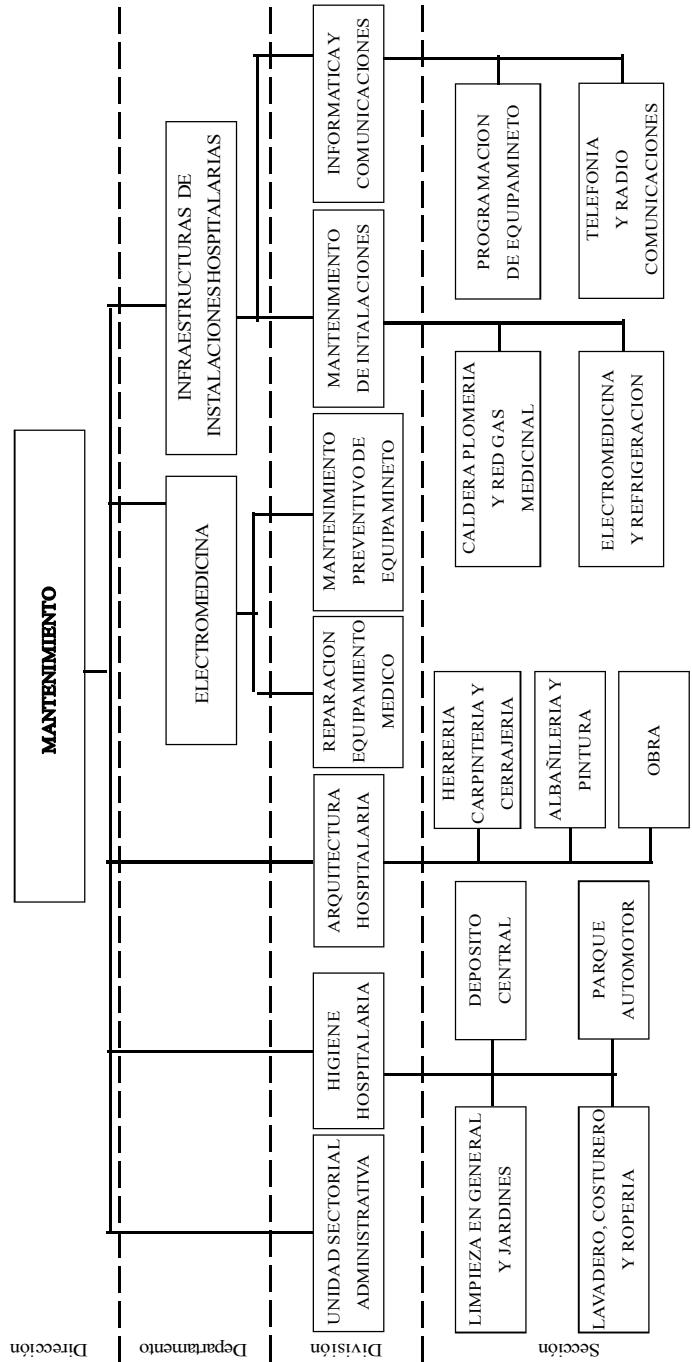 MANTENIMIENTO
Dirección
ELECTROMEDICINA
INFRAESTRUCTURAS DE
INSTALACIONES HOSPITALARIAS
Departamento
UNIDAD SECTORIAL
ADMINISTRATIVA
HIGIENE
HOSPITALARIA
ARQUITECTURA
HOSPITALARIA
REPARACION
EQUIPAMIENTO
MEDICO
MANTENIMIENTO
PREVENTIVO DE
EQUIPAMINETO
MANTENIMIENTO
DE INTALACIONES
INFORMATICA Y
COMUNICACIONES
División
LIMPIEZA EN GENERAL
Y JARDINES
DEPOSITO
CENTRAL
HERRERIA
CARPINTERIA Y
CERRAJERIA
CALDERA PLOMERIA
Y RED GAS
MEDICINAL
PROGRAMACION
DE EQUIPAMINETO
ALBAÑILERIA Y
PINTURA
LAVADERO, COSTURERO
Y ROPERIA
PARQUE
AUTOMOTOR
OBRA
ELECTROMEDICINA
Y REFRIGERACION
TELEFONIA
Y RADIO
COMUNICACIONES
Sección